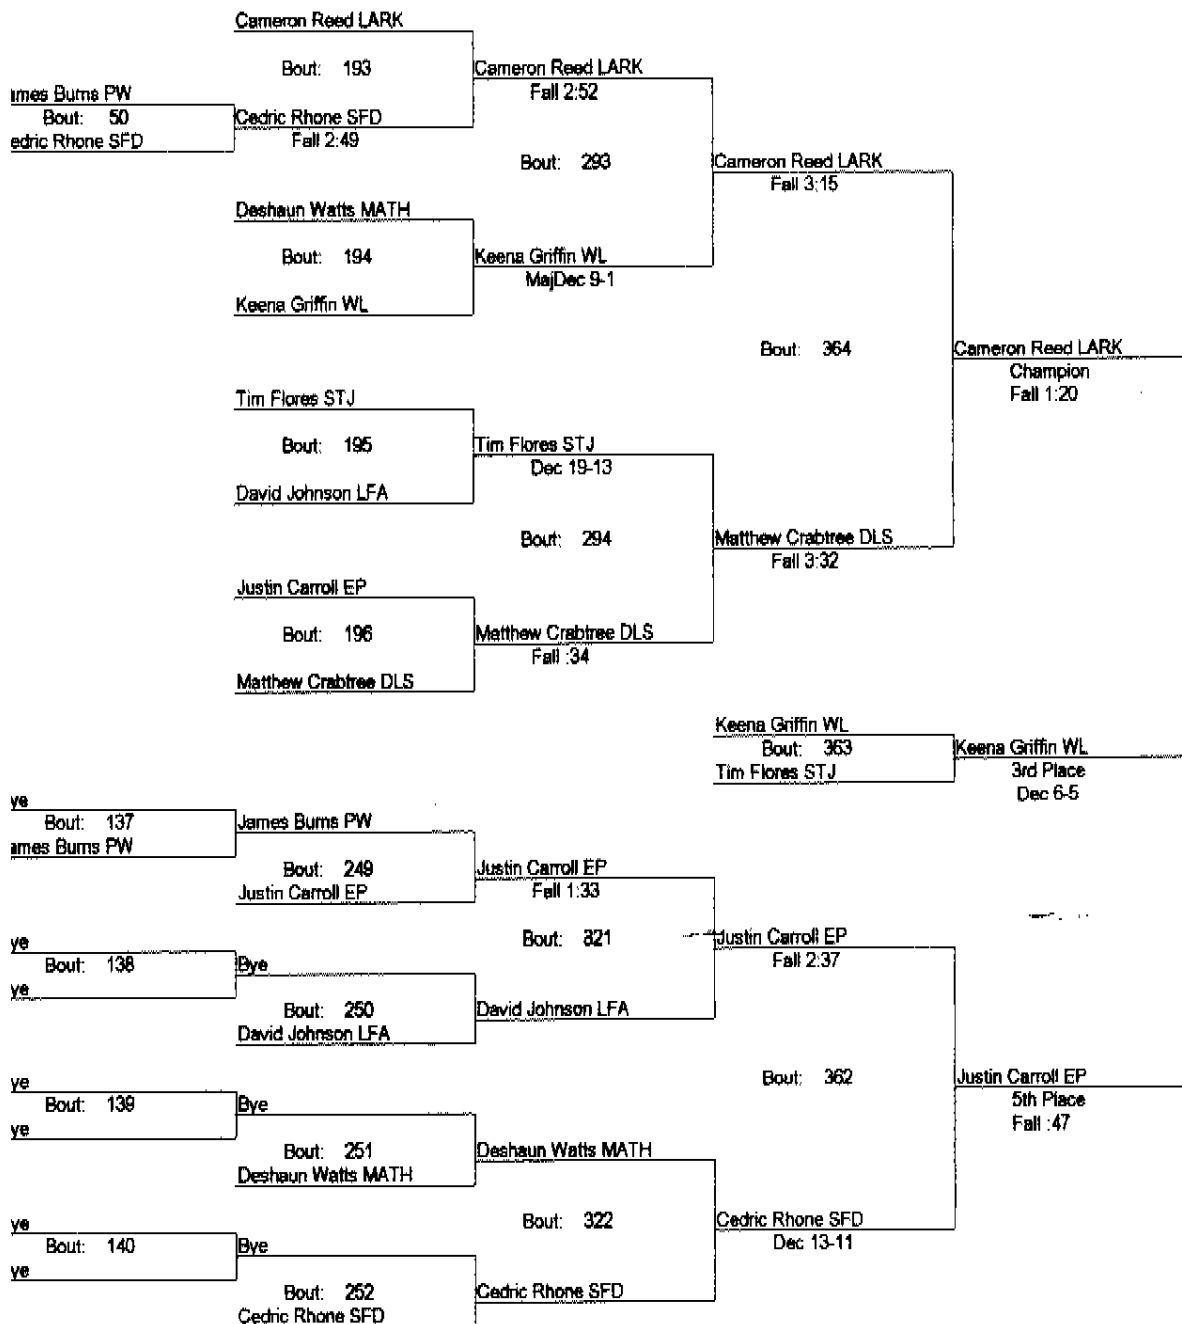 Cameron Reed LARK
Bout: 193
Cameron Reed LARK
Fall 2:52
ames Burns PW
Bout: 50
edric Rhone SFD
Cedric Rhone SFD
Fall 2:49
Bout: 293
Cameron Reed LARK
Fall 3:15
Deshaun Watts MATH
Bout: 194
Keena Griffin WL
MajDec 9-1
Keena Griffin WL
Bout: 364
Cameron Reed LARK
Champion
Fall 1:20
Tim Flores STJ
Bout: 195
Tim Flores STJ
Dec 19-13
David Johnson LFA
Bout: 294
Matthew Crabtree DLS
Fall 3:32
Justin Carroll EP
Bout: 196
Matthew Crabtree DLS
Fall :34
Matthew Crabtree DLS
Keena Griffin WL
Bout: 363
Tim Flores STJ
Keena Griffin WL
3rd Place
Dec 6-5
ye
Bout: 137
ames Burns PW
James Burns PW
Bout: 249
Justin Carroll EP
Justin Carroll EP
Fall 1:33
Bout: 321
Justin Carroll EP
Fall 2:37
ye
Bout: 138
ye
Bye
Bout: 250
David Johnson LFA
David Johnson LFA
Bout: 362
Justin Carroll EP
5th Place
Fall :47
ye
Bout: 139
ye
Bye
Bout: 251
Deshaun Watts MATH
Deshaun Watts MATH
Bout: 322
Cedric Rhone SFD
Dec 13-11
ye
Bout: 140
ye
Bye
Bout: 252
Cedric Rhone SFD
Cedric Rhone SFD